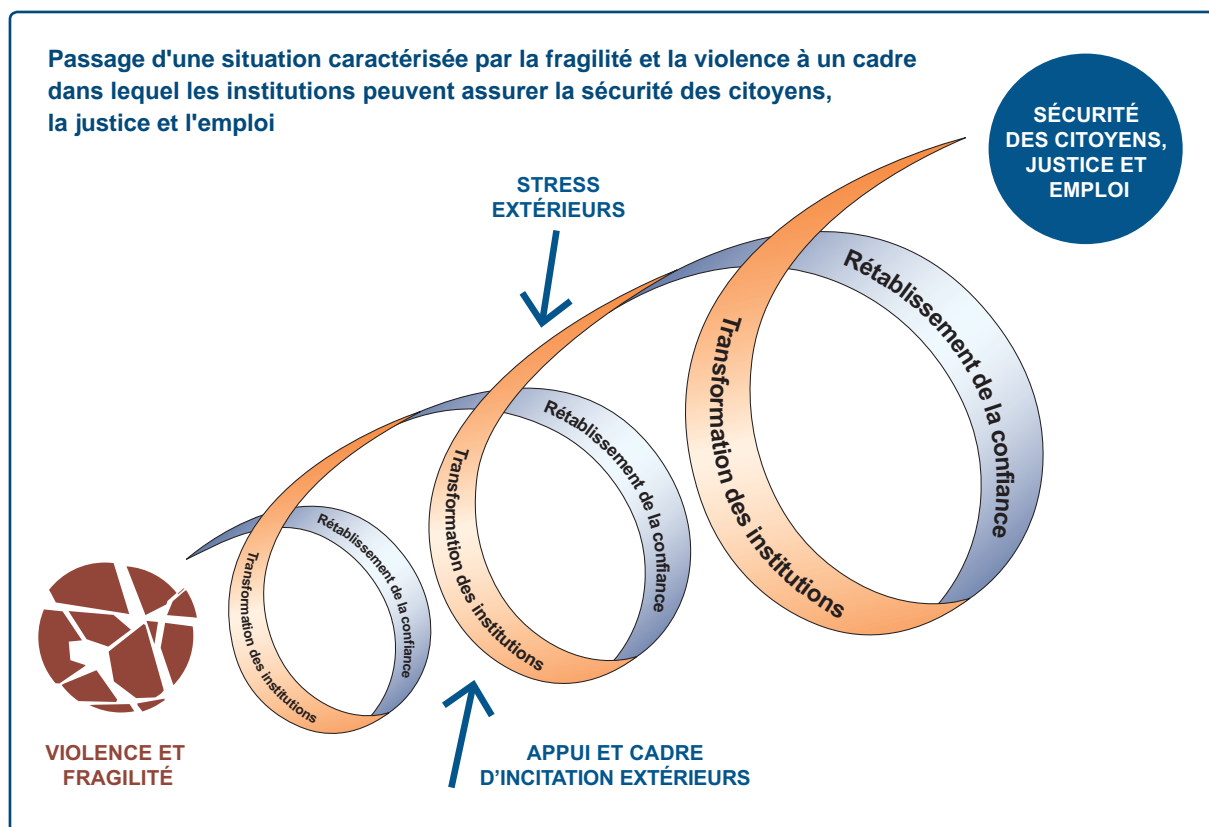 Passage d'une situation caractérisée par la fragilité et la violence à un cadre
dans lequel les institutions peuvent assurer la sécurité des citoyens,
la justice et l'emploi
SÉCURITÉ
DES CITOYENS,
JUSTICE ET
EMPLOI
STRESS
EXTÉRIEURS
Rétablissement de la confiance
Transformation des institutions
Rétablissement de la confiance
Transformation des institutions
Rétablissement de la confiance
Transformation des institutions
VIOLENCE ET
FRAGILITÉ
APPUI ET CADRE
D’INCITATION EXTÉRIEURS